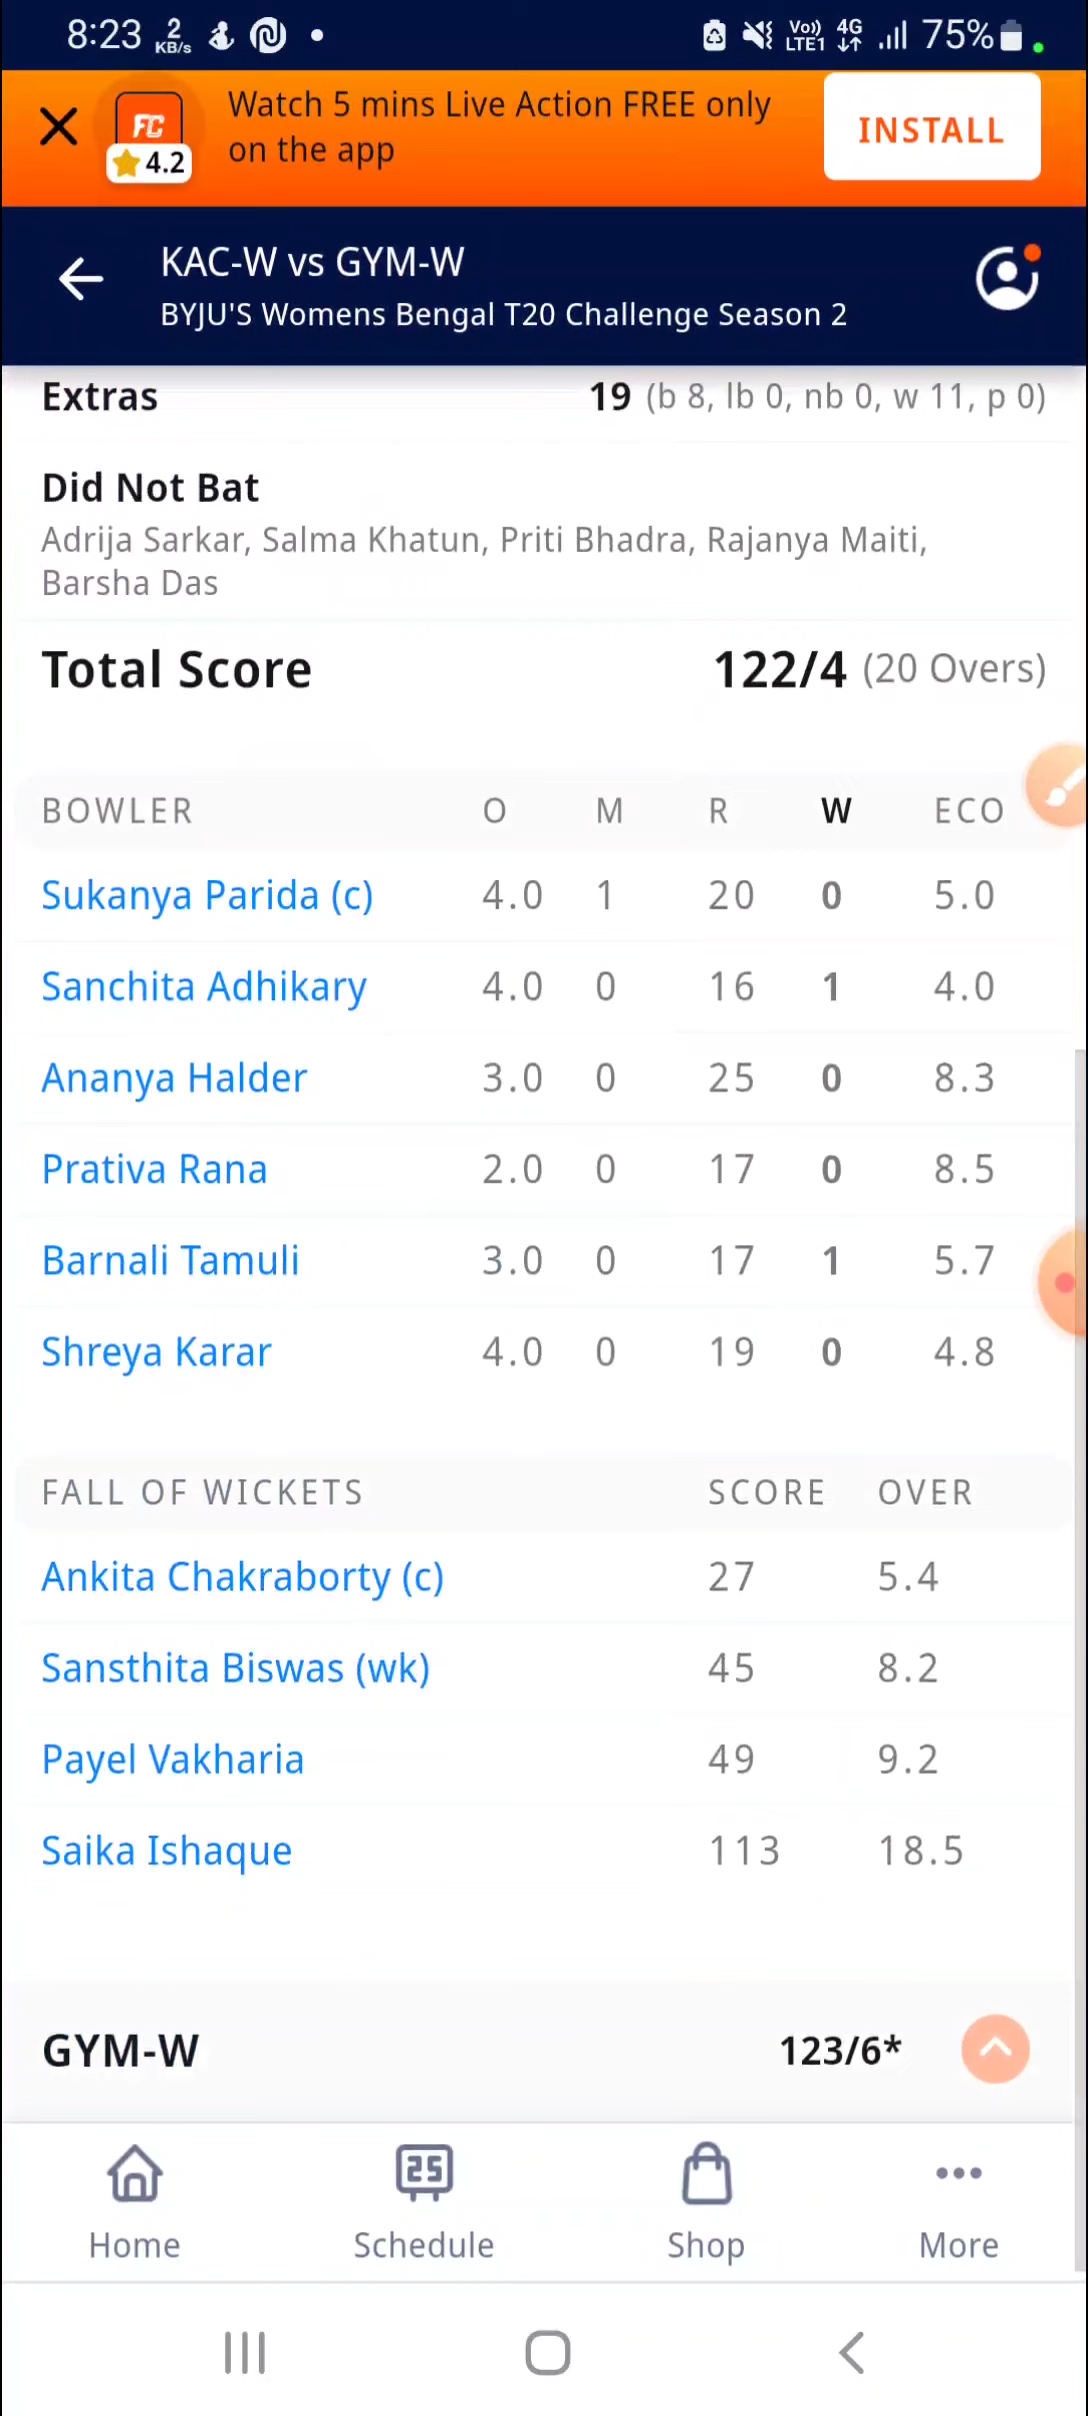 8:23 2 KB/s 75%
Vo)) LTE1 4G
Watch 5 mins Live Action FREE only
on the app
FC
4.2
INSTALL
KAC-W vs GYM-W
BYJU'S Womens Bengal T20 Challenge Season 2
Extras 19 (b 8, lb 0, nb 0, w 11, p 0)
Did Not Bat
Adrija Sarkar, Salma Khatun, Priti Bhadra, Rajanya Maiti,
Barsha Das
Total Score 122/4 (20 Overs)
BOWLER O M R W ECO
Sukanya Parida (c) 4.0 1 20 0 5.0
Sanchita Adhikary 4.0 0 16 1 4.0
Ananya Halder 3.0 0 25 0 8.3
Prativa Rana 2.0 0 17 0 8.5
Barnali Tamuli 3.0 0 17 1 5.7
Shreya Karar 4.0 0 19 0 4.8
FALL OF WICKETS SCORE OVER
Ankita Chakraborty (c) 27 5.4
Sansthita Biswas (wk) 45 8.2
Payel Vakharia 49 9.2
Saika Ishaque 113 18.5
GYM-W 123/6*
25
Home Schedule Shop More